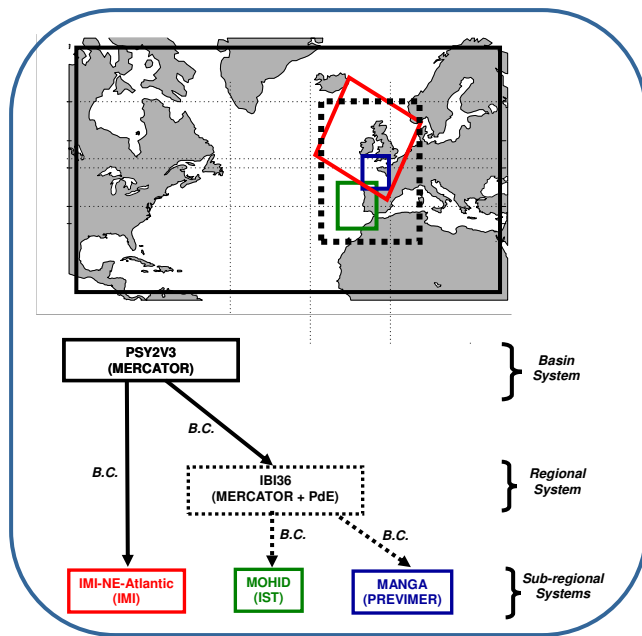 PSY2V3
(MERCATOR)
Basin
System
B.C.
B.C.
IBI36
(MERCATOR + PdE)
Regional
System
B.C.
B.C.
IMI-NE-Atlantic
(IMI)
MOHID
(IST)
MANGA
(PREVIMER)
Sub-regional
Systems